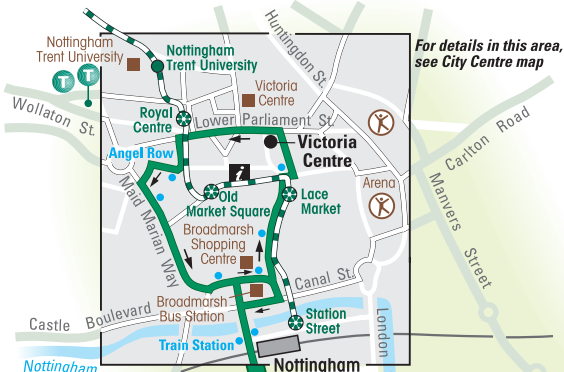 For details in this area,
see City Centre map
Nottingham
Trent University
Nottingham
Trent University
T
T
Huntingdon St.
Victoria
Centre
Wollaton St.
Royal
Centre
Lower Parliament St.
Victoria
Centre
Carlton Road
Angel Row
i
Arena
Old
Market Square
Lace
Market
Maid Marian Way
Manvers Street
Broadmarsh
Shopping
Centre
Canal St.
Broadmarsh
Bus Station
Castle Boulevard
Station
Street
London
Train Station
Nottingham
Nottingham